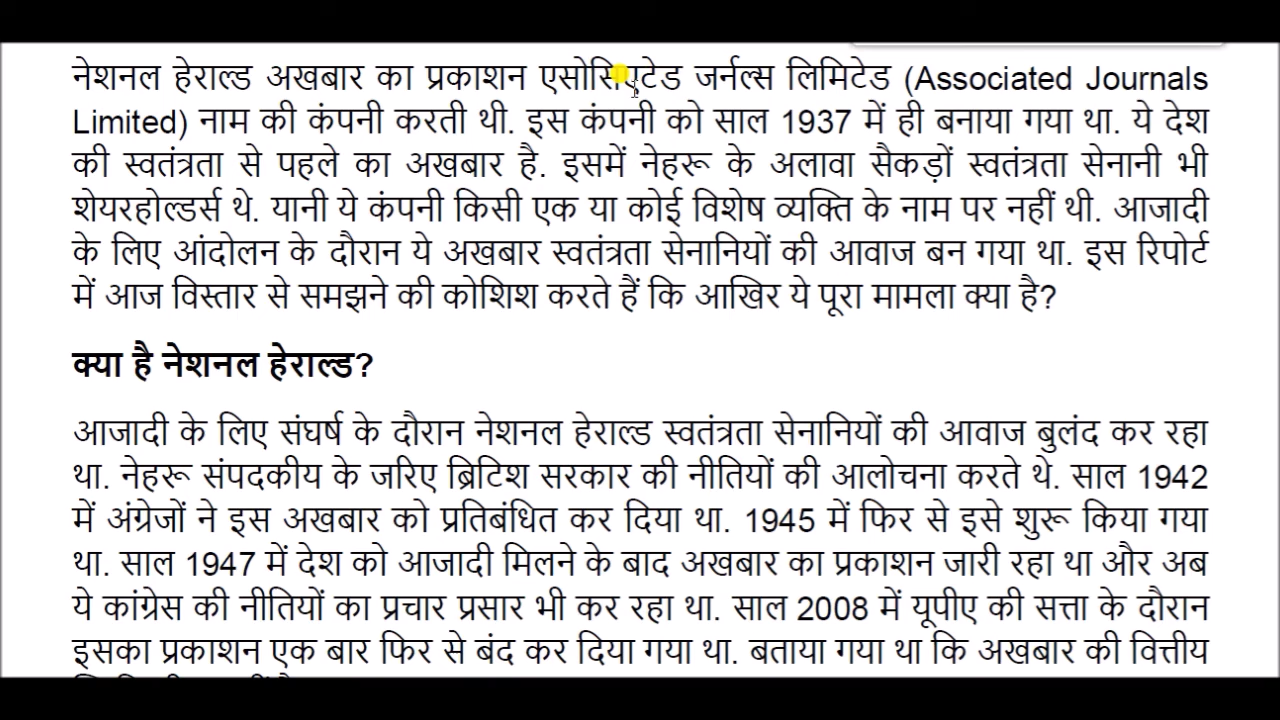 नेशनल हेराल्ड अखबार का प्रकाशन एसोसिएटेड जर्नल्स लिमिटेड (Associated Journals
Limited) नाम की कंपनी करती थी. इस कंपनी को साल 1937 में ही बनाया गया था. ये देश
की स्वतंत्रता से पहले का अखबार है. इसमें नेहरू के अलावा सैकड़ों स्वतंत्रता सेनानी भी
शेयरहोल्डर्स थे. यानी ये कंपनी किसी एक या कोई विशेष व्यक्ति के नाम पर नहीं थी. आजादी
के लिए आंदोलन के दौरान ये अखबार स्वतंत्रता सेनानियों की आवाज बन गया था. इस रिपोर्ट
में आज विस्तार से समझने की कोशिश करते हैं कि आखिर ये पूरा मामला क्या है?
क्या है नेशनल हेराल्ड?
आजादी के लिए संघर्ष के दौरान नेशनल हेराल्ड स्वतंत्रता सेनानियों की आवाज बुलंद कर रहा
था. नेहरू संपदकीय के जरिए ब्रिटिश सरकार की नीतियों की आलोचना करते थे. साल 1942
में अंग्रेजों ने इस अखबार को प्रतिबंधित कर दिया था. 1945 में फिर से इसे शुरू किया गया
था. साल 1947 में देश को आजादी मिलने के बाद अखबार का प्रकाशन जारी रहा था और अब
ये कांग्रेस की नीतियों का प्रचार प्रसार भी कर रहा था. साल 2008 में यूपीए की सत्ता के दौरान
इसका प्रकाशन एक बार फिर से बंद कर दिया गया था. बताया गया था कि अखबार की वित्तीय